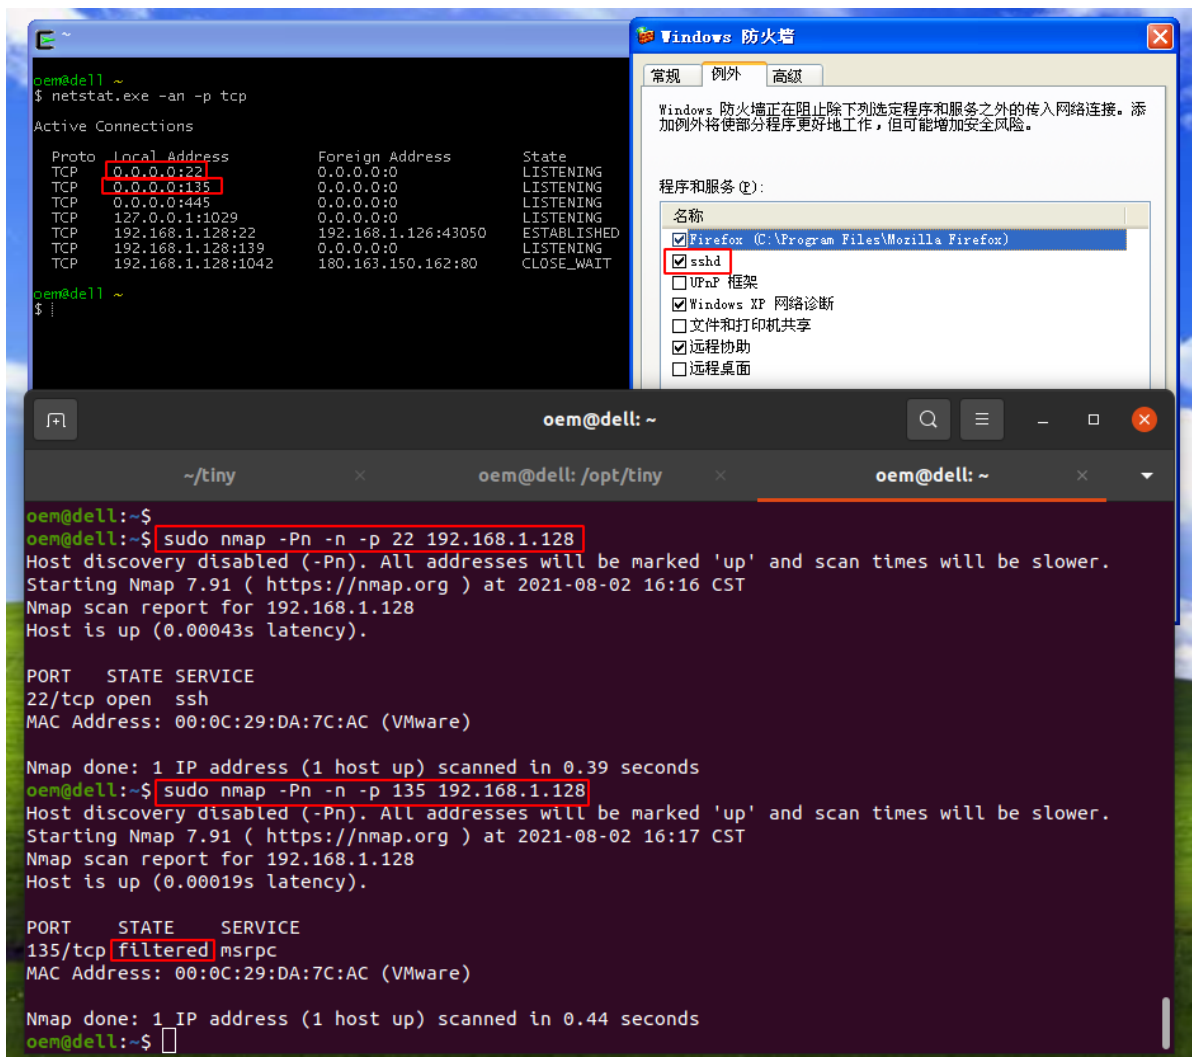 ~
oem@dell ~
$ netstat.exe -an -p tcp
Active Connections
Proto Local Address Foreign Address State
TCP 0.0.0.0:22 0.0.0.0:0 LISTENING
TCP 0.0.0.0:135 0.0.0.0:0 LISTENING
TCP 0.0.0.0:445 0.0.0.0:0 LISTENING
TCP 127.0.0.1:1029 0.0.0.0:0 LISTENING
TCP 192.168.1.128:22 192.168.1.126:43050 ESTABLISHED
TCP 192.168.1.128:139 0.0.0.0:0 LISTENING
TCP 192.168.1.128:1042 180.163.150.162:80 CLOSE_WAIT
oem@dell ~
$
Windows 防火墙
常规 例外 高级
Windows 防火墙正在阻止除下列选定程序和服务之外的传入网络连接。添
加例外将使部分程序更好地工作，但可能增加安全风险。
程序和服务(P):
名称
Firefox (C:\Program Files\Mozilla Firefox)
sshd
UPnP 框架
Windows XP 网络诊断
文件和打印机共享
远程协助
远程桌面
oem@dell: ~
~/tiny oem@dell: /opt/tiny oem@dell: ~
oem@dell:~$
oem@dell:~$ sudo nmap -Pn -n -p 22 192.168.1.128
Host discovery disabled (-Pn). All addresses will be marked 'up' and scan times will be slower.
Starting Nmap 7.91 ( https://nmap.org ) at 2021-08-02 16:16 CST
Nmap scan report for 192.168.1.128
Host is up (0.00043s latency).
PORT STATE SERVICE
22/tcp open ssh
MAC Address: 00:0C:29:DA:7C:AC (VMware)
Nmap done: 1 IP address (1 host up) scanned in 0.39 seconds
oem@dell:~$ sudo nmap -Pn -n -p 135 192.168.1.128
Host discovery disabled (-Pn). All addresses will be marked 'up' and scan times will be slower.
Starting Nmap 7.91 ( https://nmap.org ) at 2021-08-02 16:17 CST
Nmap scan report for 192.168.1.128
Host is up (0.00019s latency).
PORT STATE SERVICE
135/tcp filtered msrpc
MAC Address: 00:0C:29:DA:7C:AC (VMware)
Nmap done: 1 IP address (1 host up) scanned in 0.44 seconds
oem@dell:~$